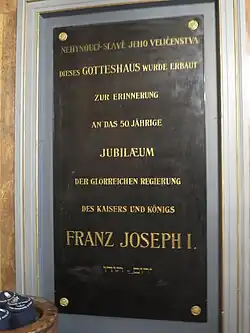 NEHYNOUCÍ-SLAVĚ JEHO VELIČENSTVA
DIESES GOTTESHAUS WURDE ERBAUT
ZUR ERINNERUNG
AN DAS 50 JÄHRIGE
JUBILÆUM
DER GLORREICHEN REGIERUNG
DES KAISERS UND KÖNIGS
FRANZ JOSEPH I.